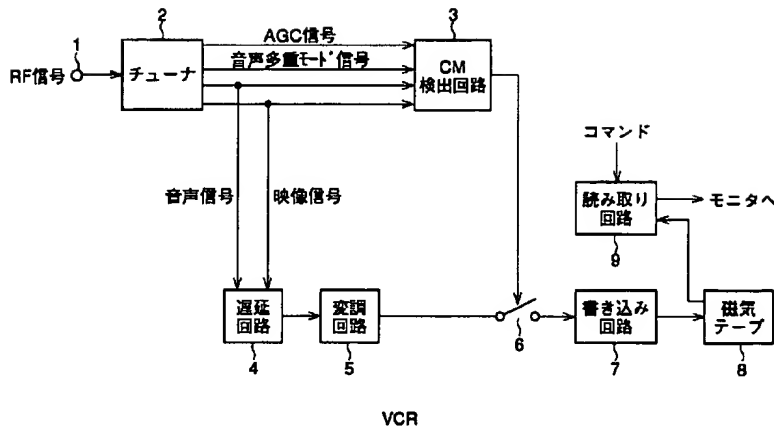 2
3
1
AGC信号
RF信号
チューナ
音声多重モード信号
CM
検出回路
コマンド
音声信号
映像信号
読み取り
回路
モニタへ
9
遅延
回路
変調
回路
書き込み
回路
磁気
テープ
4
5
6
7
8
VCR